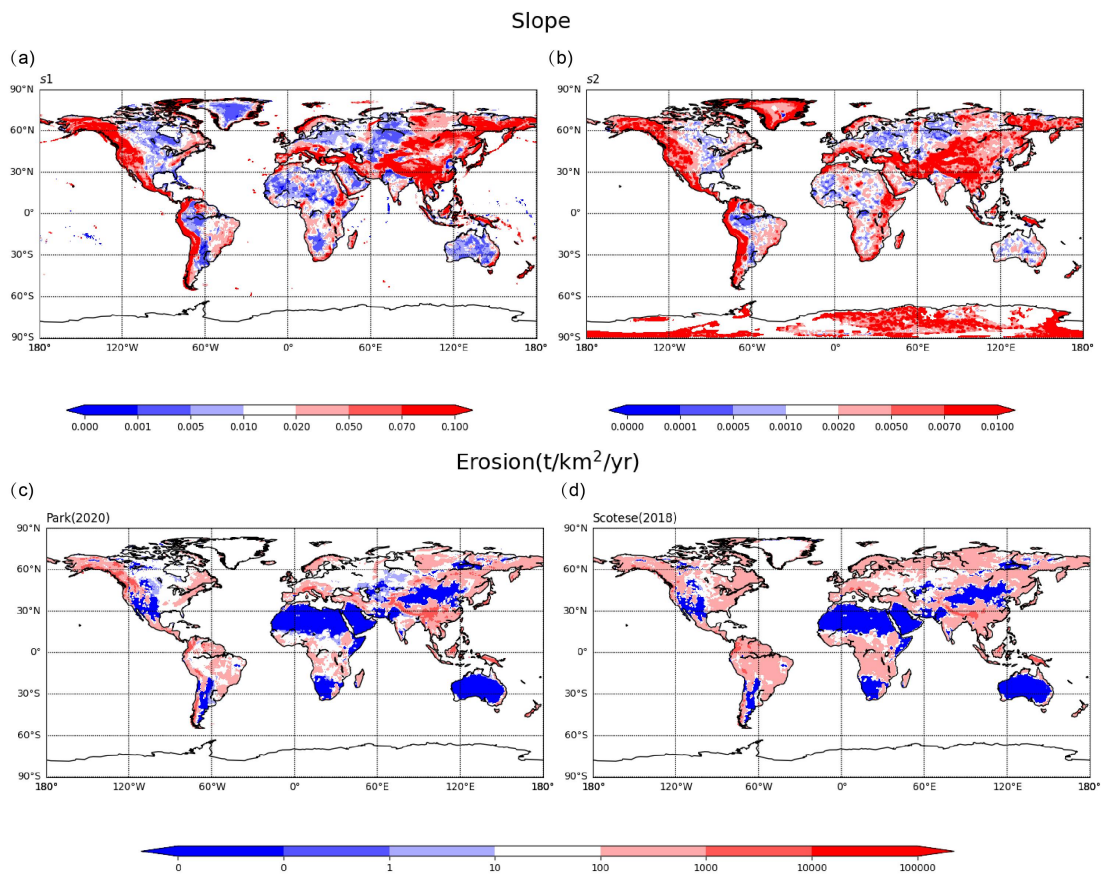 Slope
(a)
(b)
s1
s2
90°N
60°N
30°N
0°
30°S
60°S
90°S
180°
120°W
60°W
0°
60°E
120°E
180°
90°N
60°N
30°N
0°
30°S
60°S
90°S
180°
120°W
60°W
0°
60°E
120°E
180°
0.000 0.001 0.005 0.010 0.020 0.050 0.070 0.100
0.0000 0.0001 0.0005 0.0010 0.0020 0.0050 0.0070 0.0100
Erosion(t/km²/yr)
(c)
(d)
Park(2020)
Scotese(2018)
90°N
60°N
30°N
0°
30°S
60°S
90°S
180°
120°W
60°W
0°
60°E
120°E
180°
90°N
60°N
30°N
0°
30°S
60°S
90°S
180°
120°W
60°W
0°
60°E
120°E
180°
0 0 1 10 100 1000 10000 100000